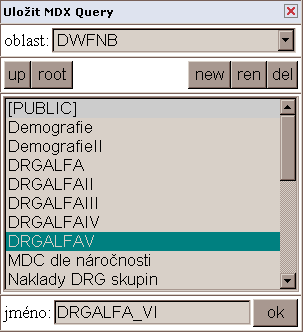 Uložit MDX Query
oblast: DWFNB
up root new ren del
[PUBLIC]
Demografie
DemografieII
DRGALFA
DRGALFAII
DRGALFAIII
DRGALFAIV
DRGALFAV
MDC dle náročnosti
Naklady DRG skupin
jméno: DRGALFA_VI ok